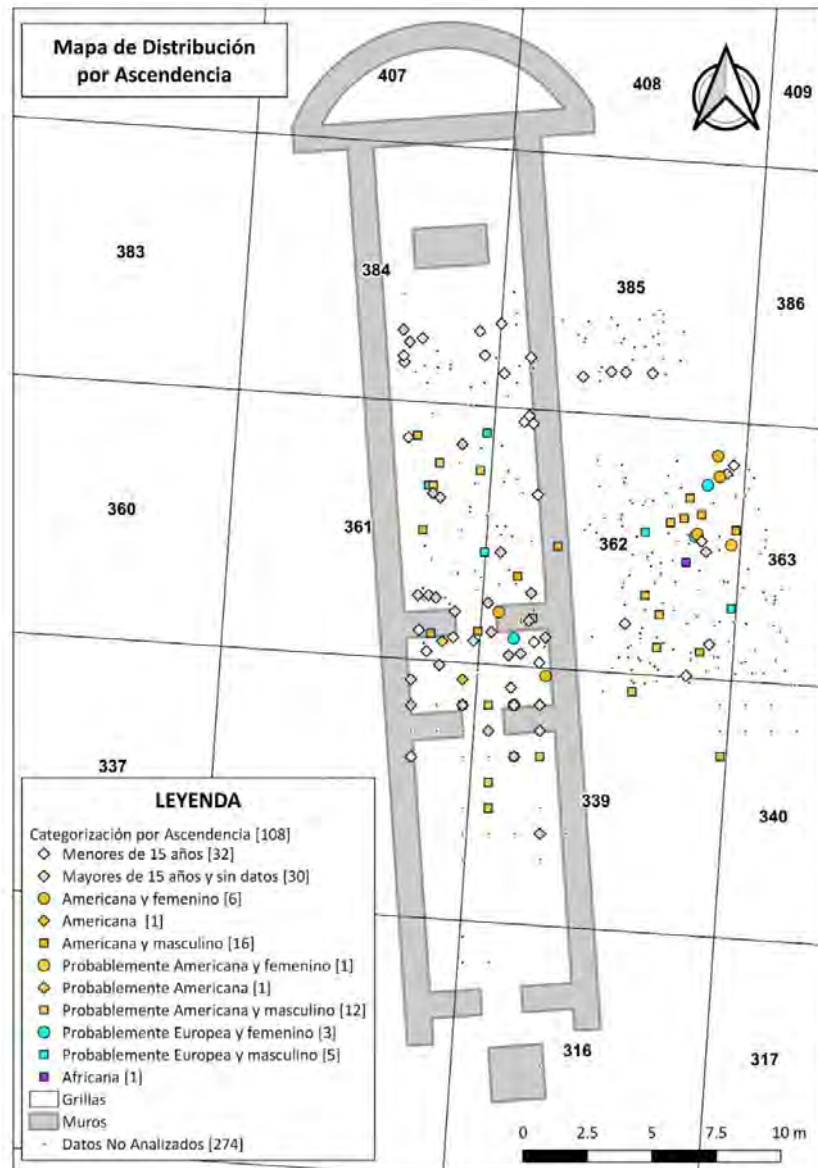 Mapa de Distribución
por Ascendencia
407
408
409
383
384
385
386
360
361
362
363
337
339
340
LEYENDA
Categorización por Ascendencia [108]
Menores de 15 años [32]
Mayores de 15 años y sin datos [30]
Americana y femenino [6]
Americana [1]
Americana y masculino [16]
Probablemente Americana y femenino [1]
Probablemente Americana [1]
Probablemente Americana y masculino [12]
Probablemente Europea y femenino [3]
Probablemente Europea y masculino [5]
Africana [1]
Grillas
Muros
Datos No Analizados [274]
316
317
0 2.5 5 7.5 10 m